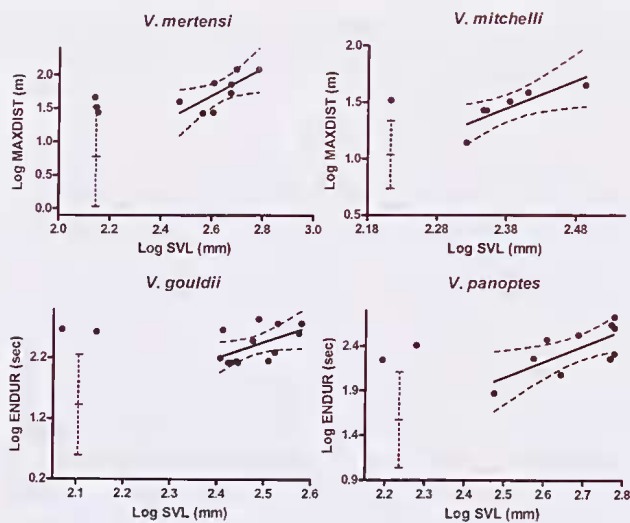 V. mertensi
V. mitchelli
Log MAXDIST (m)
2.0
1.5
1.0
0.5
0.0
2.0 2.2 2.4 2.6 2.8 3.0
Log SVL (mm)
Log MAXDIST (m)
2.0
1.5
1.0
0.5
2.18 2.28 2.38 2.48
Log SVL (mm)
V. gouldii
V. panoptes
Log ENDUR (sec)
2.2
1.2
0.2
2.1 2.2 2.3 2.4 2.5 2.6
Log SVL (mm)
Log ENDUR (sec)
2.9
2.4
1.9
1.4
0.9
2.2 2.3 2.4 2.5 2.6 2.7 2.8
Log SVL (mm)